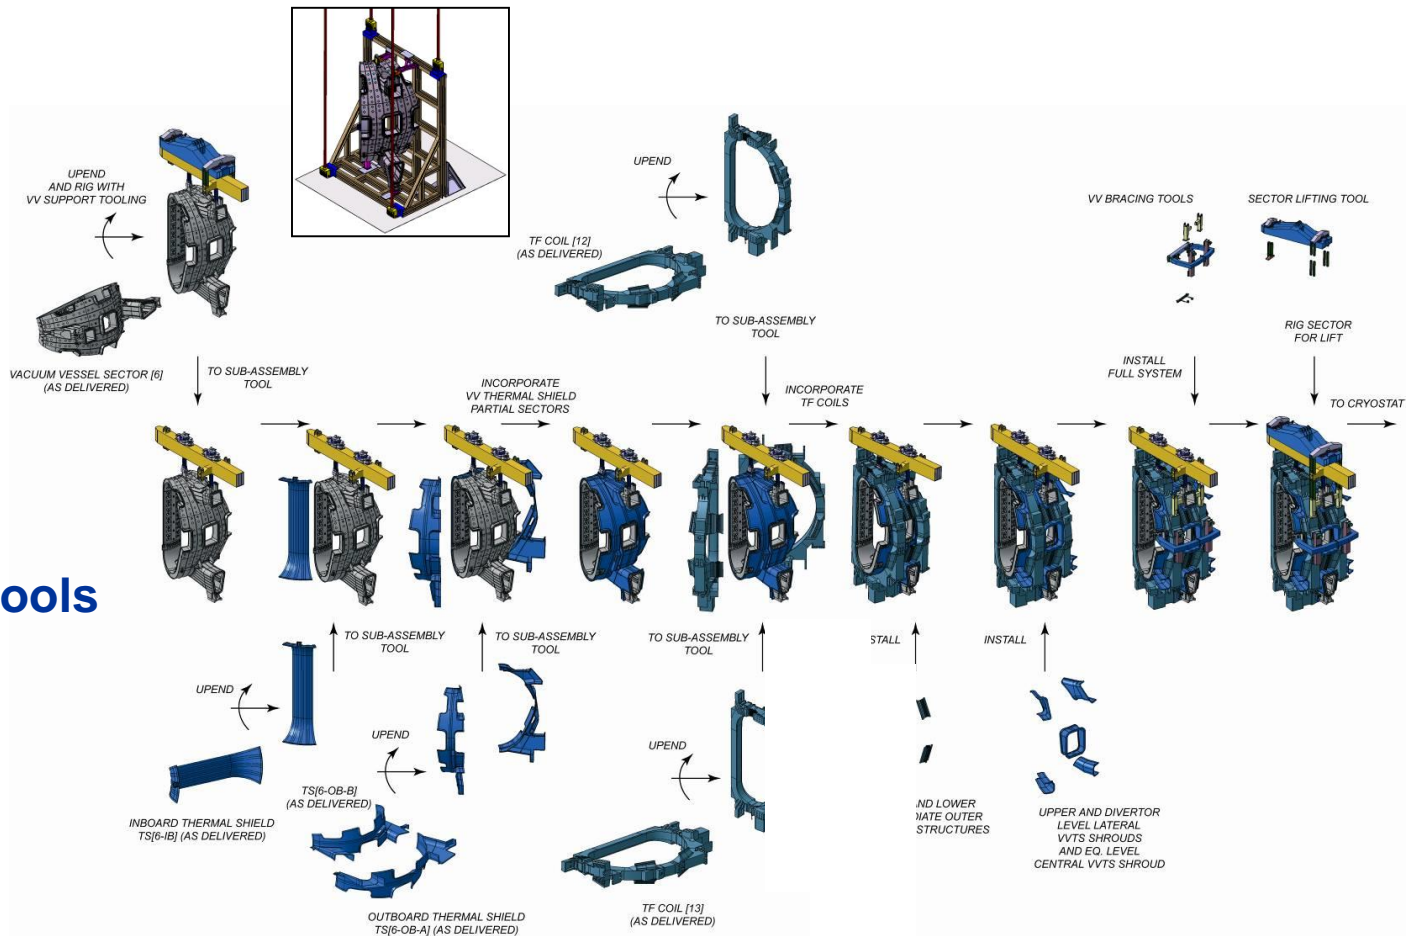 UPEND
AND RIG WITH
VV SUPPORT TOOLING
UPEND
TF COIL [12]
(AS DELIVERED)
VV BRACING TOOLS
SECTOR LIFTING TOOL
VACUUM VESSEL SECTOR [6]
(AS DELIVERED)
TO SUB-ASSEMBLY
TOOL
TO SUB-ASSEMBLY
TOOL
INSTALL
FULL SYSTEM
RIG SECTOR
FOR LIFT
INCORPORATE
VV THERMAL SHIELD
PARTIAL SECTORS
INCORPORATE
TF COILS
TO CRYOSTAT
ools
TO SUB-ASSEMBLY
TOOL
TO SUB-ASSEMBLY
TOOL
TO SUB-ASSEMBLY
TOOL
STALL
INSTALL
UPEND
INBOARD THERMAL SHIELD
TS[6-IB] (AS DELIVERED)
UPEND
TS[6-OB-B]
(AS DELIVERED)
OUTBOARD THERMAL SHIELD
TS[6-OB-A] (AS DELIVERED)
UPEND
TF COIL [13]
(AS DELIVERED)
ND LOWER
DIATE OUTER
STRUCTURES
UPPER AND DIVERTOR
LEVEL LATERAL
VVTS SHROUDS
AND EQ. LEVEL
CENTRAL VVTS SHROUD